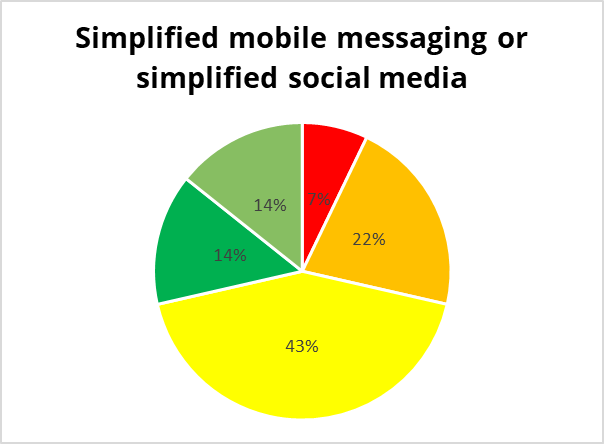 Simplified mobile messaging or
simplified social media
14%
7%
22%
14%
43%